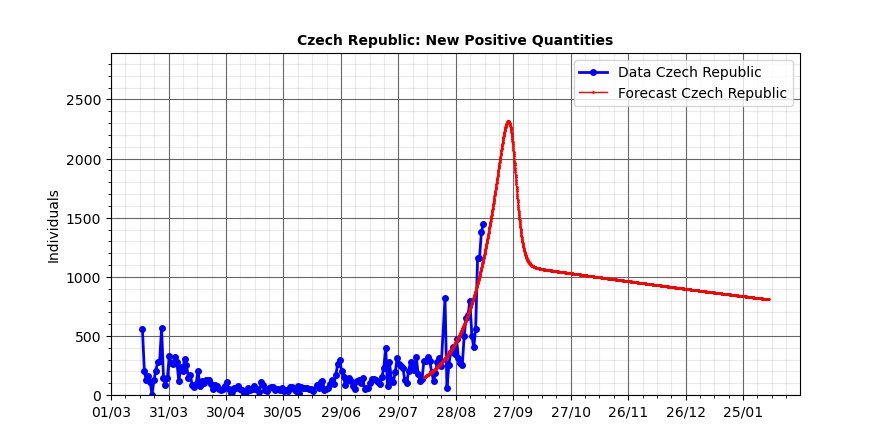 Czech Republic: New Positive Quantities
Data Czech Republic
Forecast Czech Republic
Individuals
2500
2000
1500
1000
500
0
01/03 31/03 30/04 30/05 29/06 29/07 28/08 27/09 27/10 26/11 26/12 25/01